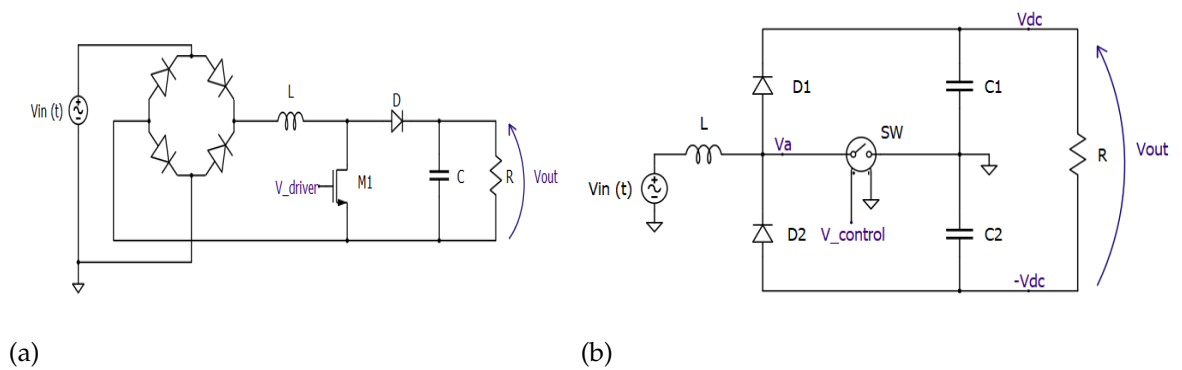 Vin (t)
L
D
V_driver
M1
C
R
Vout
(a)
Vdc
D1
C1
L
Va
SW
Vin (t)
R
Vout
D2
V_control
C2
-Vdc
(b)